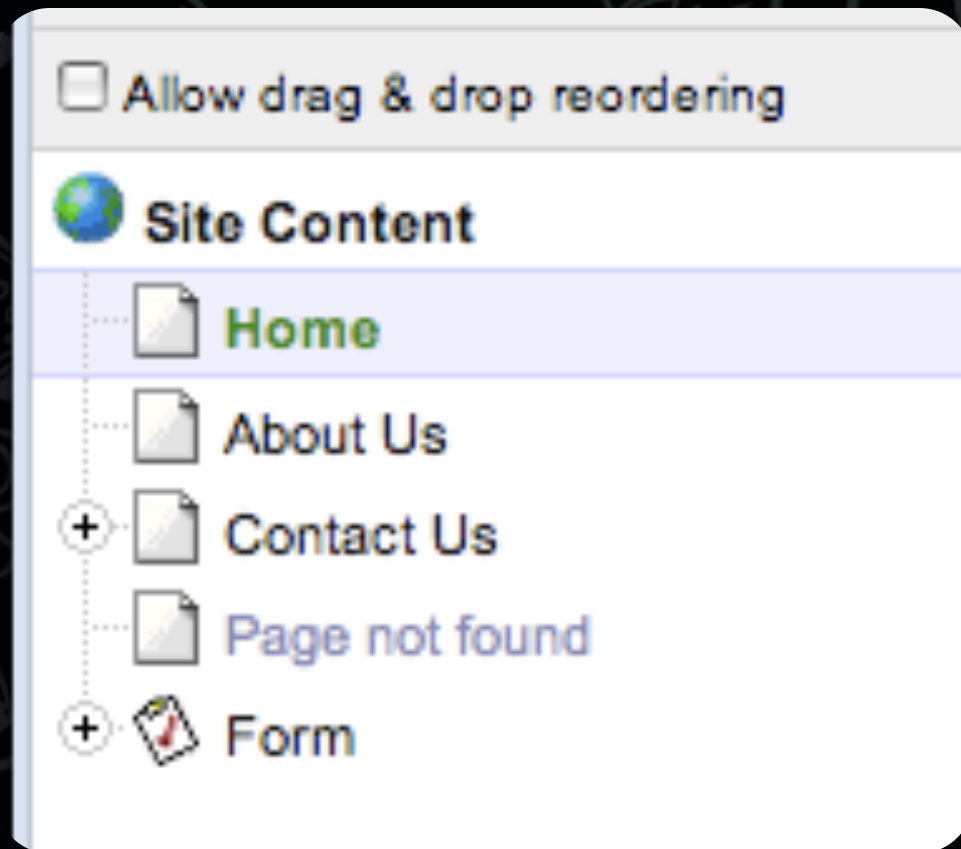 Allow drag & drop reordering
Site Content
Home
About Us
Contact Us
Page not found
Form